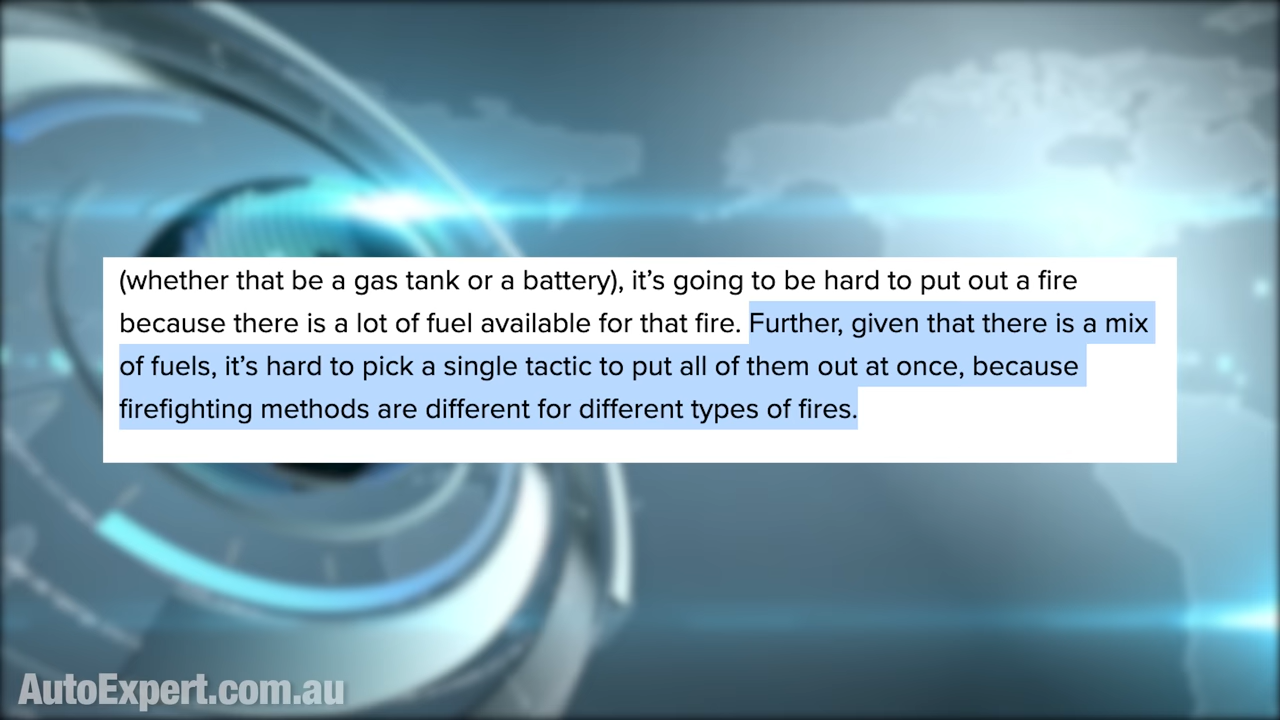 (whether that be a gas tank or a battery), it’s going to be hard to put out a fire
because there is a lot of fuel available for that fire. Further, given that there is a mix
of fuels, it’s hard to pick a single tactic to put all of them out at once, because
firefighting methods are different for different types of fires.
AutoExpert.com.au